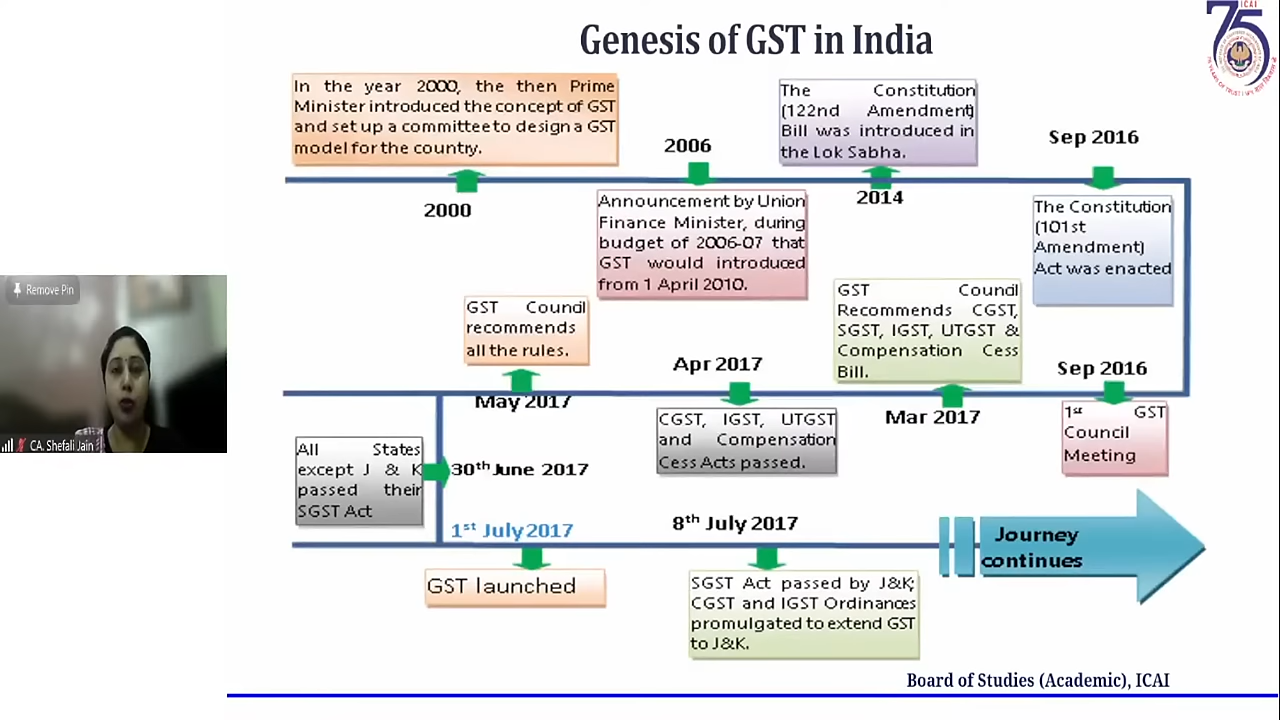 Genesis of GST in India
ICAI
75
In the year 2000, the then Prime
Minister introduced the concept of GST
and set up a committee to design a GST
model for the country.
2000
2006
Announcement by Union
Finance Minister, during
budget of 2006-07 that
GST would introduced
from 1 April 2010.
The Constitution
(122nd Amendment)
Bill was introduced in
the Lok Sabha.
2014
Sep 2016
The Constitution
(101st
Amendment)
Act was enacted
Sep 2016
1st GST
Council
Meeting
GST Council
Recommends CGST,
SGST, IGST, UTGST &
Compensation Cess
Bill.
Mar 2017
Apr 2017
CGST, IGST, UTGST
and Compensation
Cess Acts passed.
GST Council
recommends
all the rules.
May 2017
All States
except J & K
passed their
SGST Act
30th June 2017
1st July 2017
GST launched
8th July 2017
SGST Act passed by J&K;
CGST and IGST Ordinances
promulgated to extend GST
to J&K.
Journey
continues
Remove Pin
CA. Shefali Jain
Board of Studies (Academic), ICAI